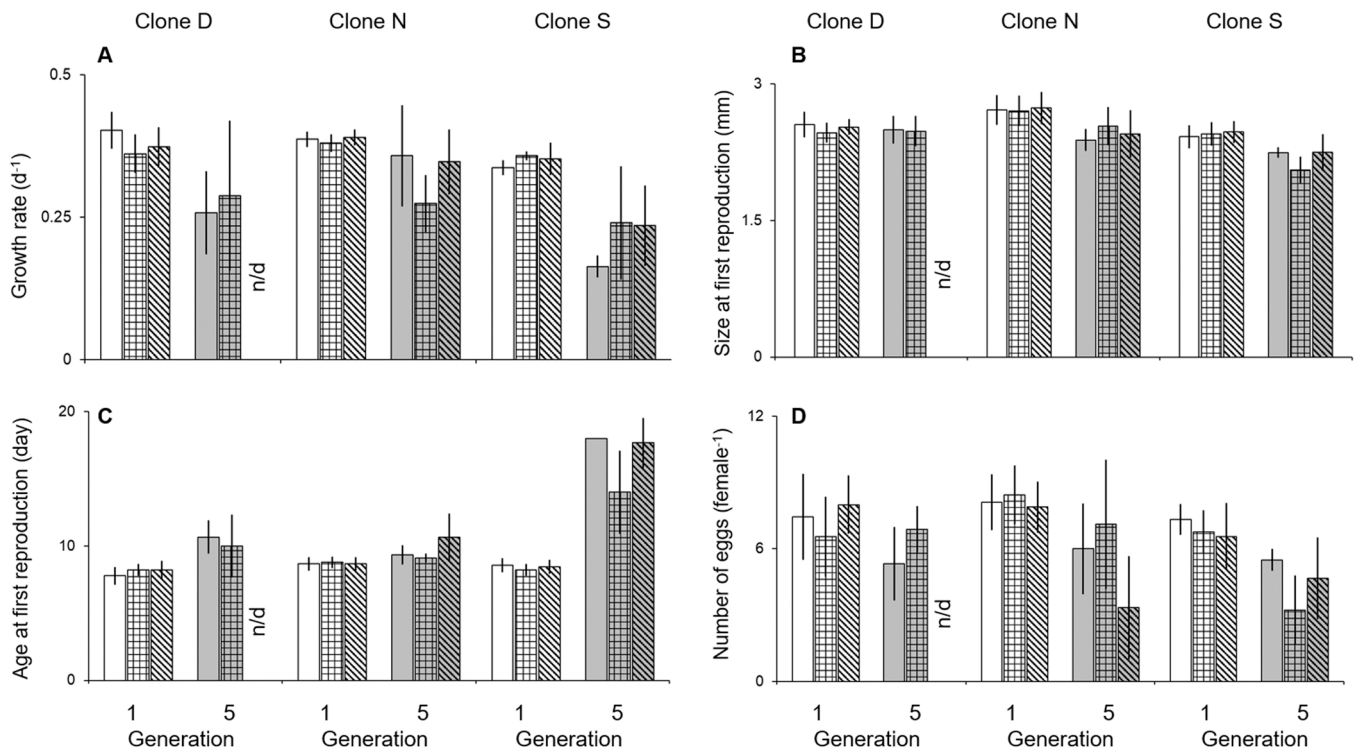 Clone D Clone N Clone S Clone D Clone N Clone S
A B
0.5
0.25
0
Growth rate (d-1)
n/d
3
1.5
0
Size at first reproduction (mm)
n/d
C D
20
10
0
Age at first reproduction (day)
n/d
12
6
0
Number of eggs (female-1)
n/d
1 5 1 5 1 5 1 5 1 5 1 5
Generation Generation Generation Generation Generation Generation